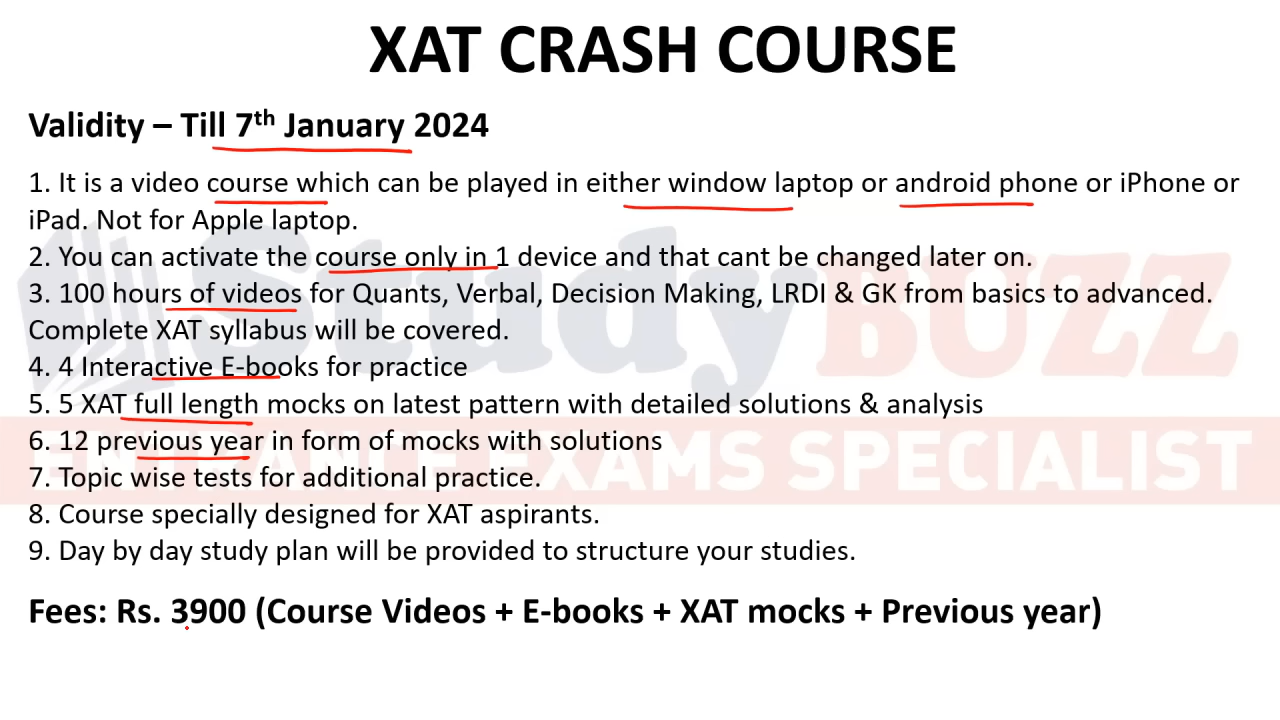 XAT CRASH COURSE
Validity – Till 7th January 2024
1. It is a video course which can be played in either window laptop or android phone or iPhone or
iPad. Not for Apple laptop.
2. You can activate the course only in 1 device and that cant be changed later on.
3. 100 hours of videos for Quants, Verbal, Decision Making, LRDI & GK from basics to advanced.
Complete XAT syllabus will be covered.
4. 4 Interactive E-books for practice
5. 5 XAT full length mocks on latest pattern with detailed solutions & analysis
6. 12 previous year in form of mocks with solutions
7. Topic wise tests for additional practice.
8. Course specially designed for XAT aspirants.
9. Day by day study plan will be provided to structure your studies.
Fees: Rs. 3900 (Course Videos + E-books + XAT mocks + Previous year)
StudyBUZZ
ENTRANCE EXAMS SPECIALIST